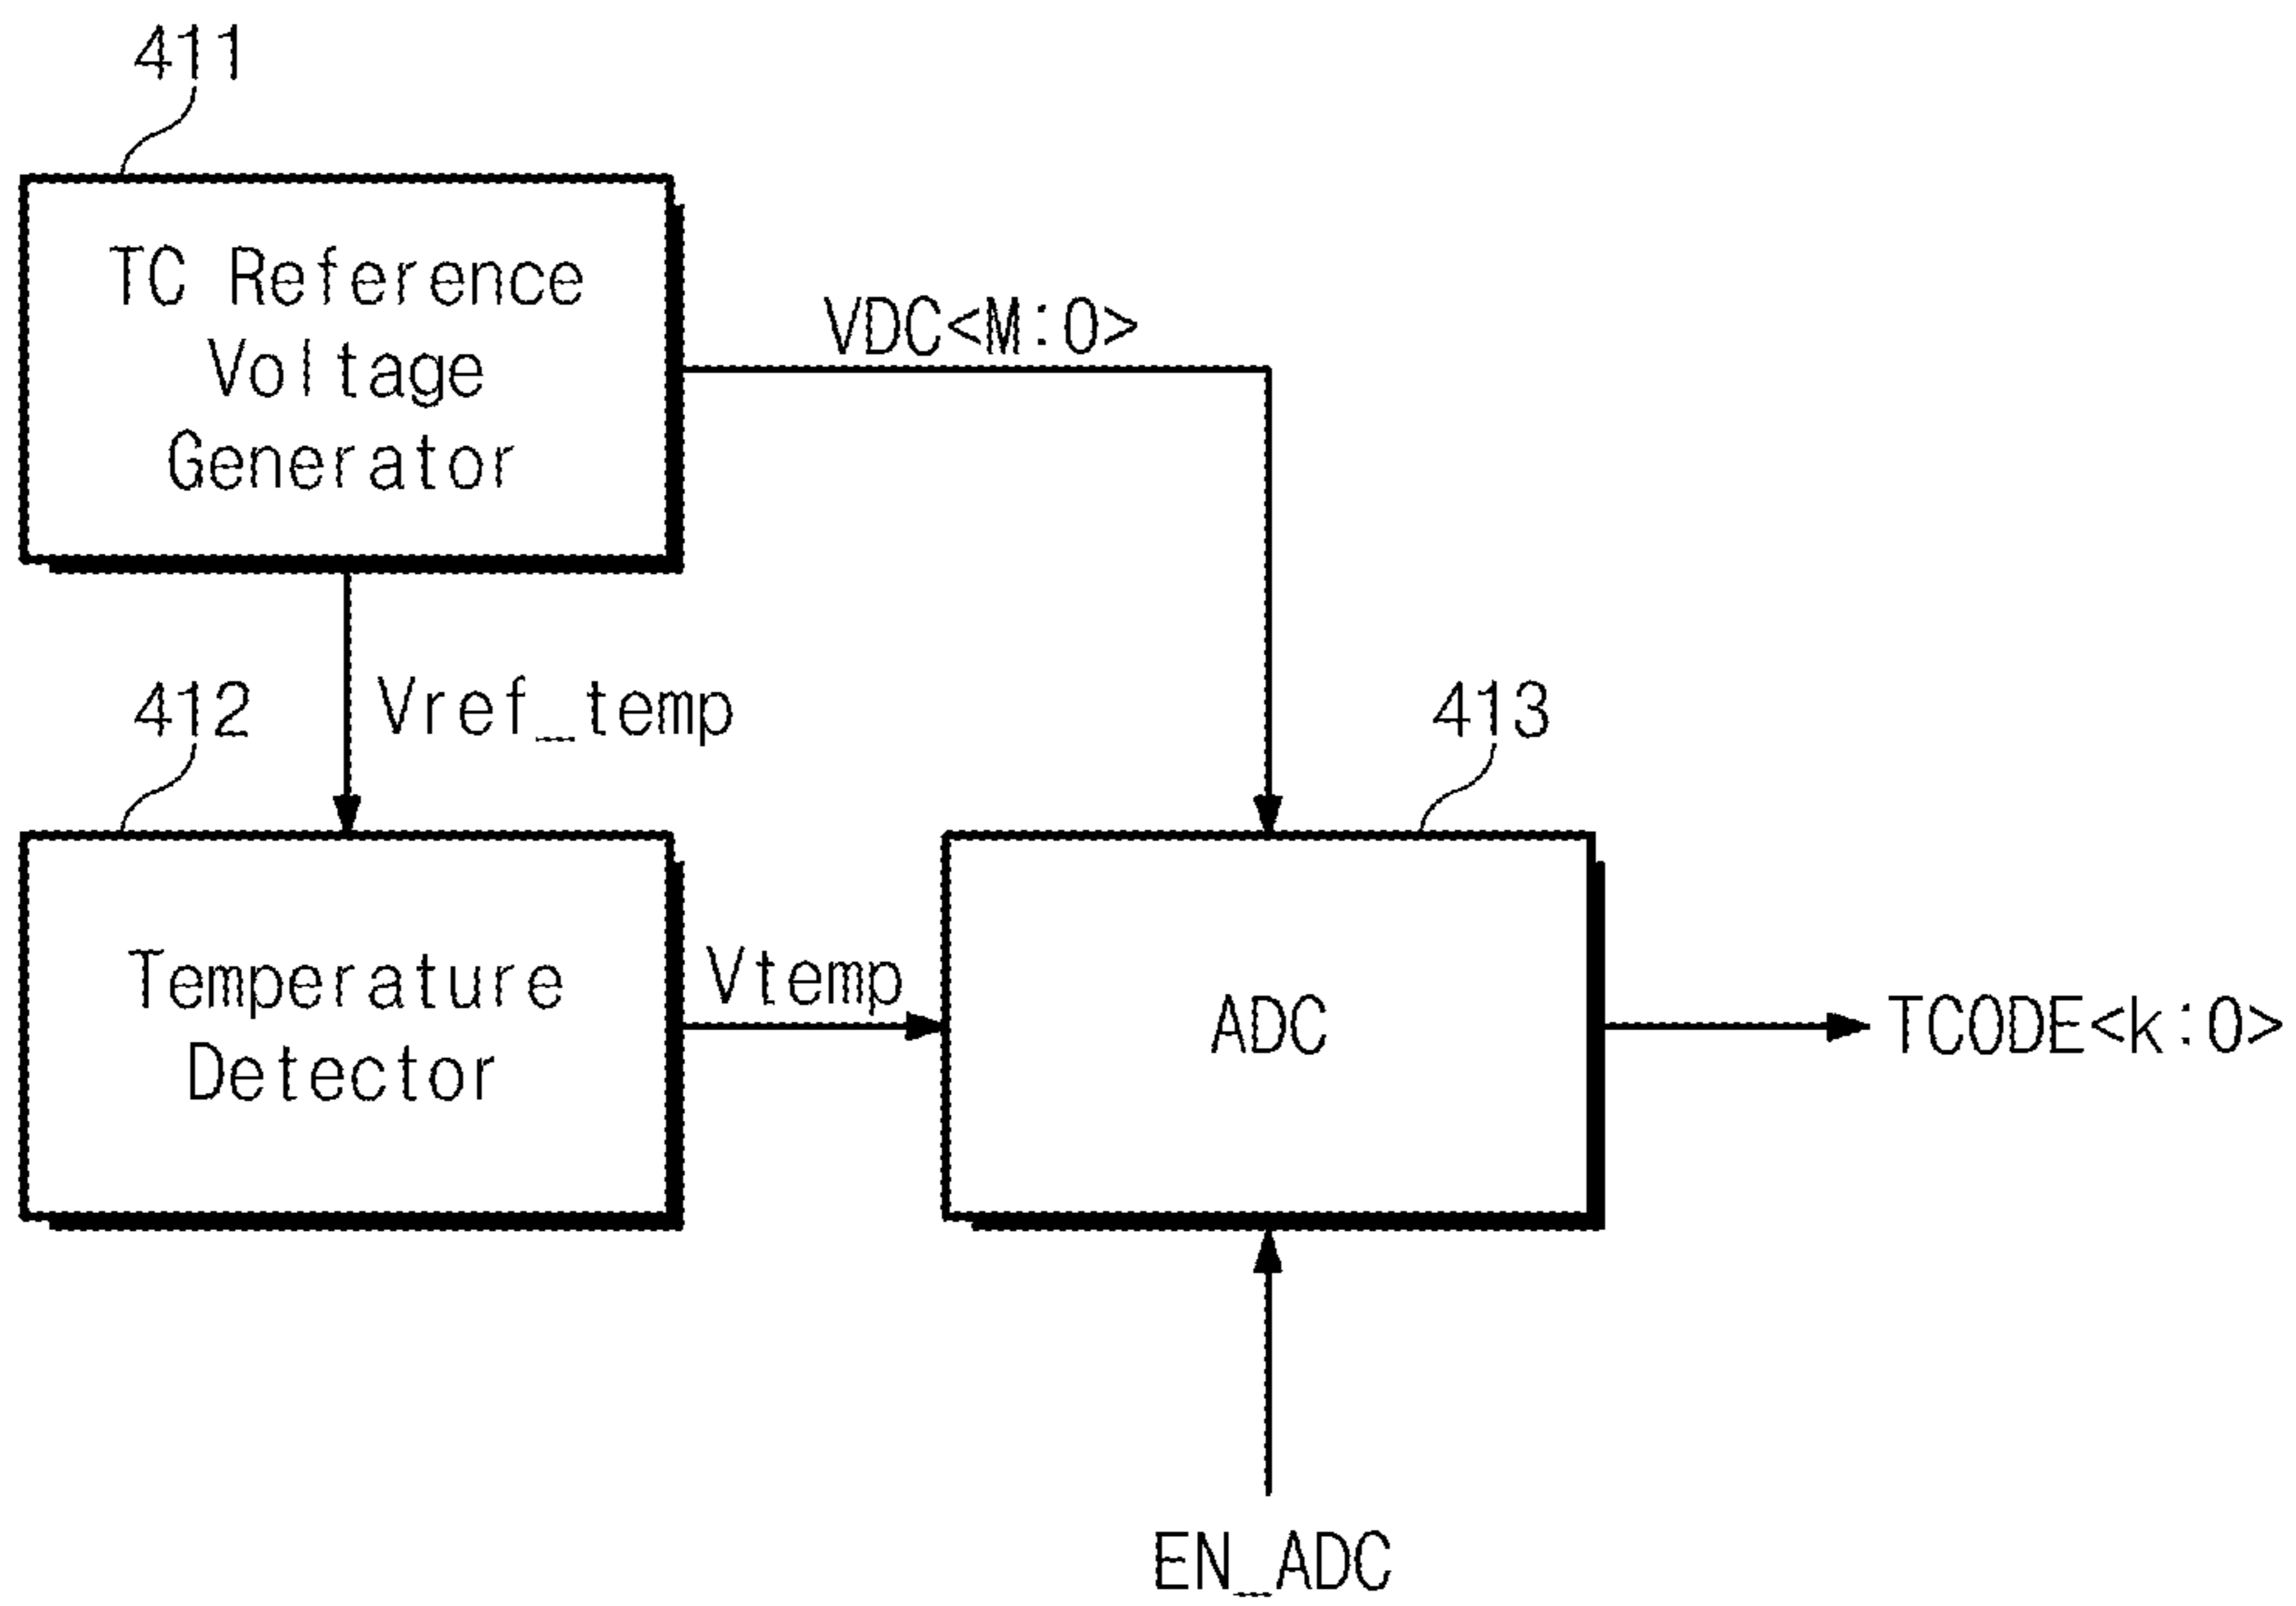 411
TC Reference
Voltage
Generator
VDC<M:0>
Vref_temp
412
413
Temperature
Detector
Vtemp
ADC
TCODE<k:0>
EN_ADC